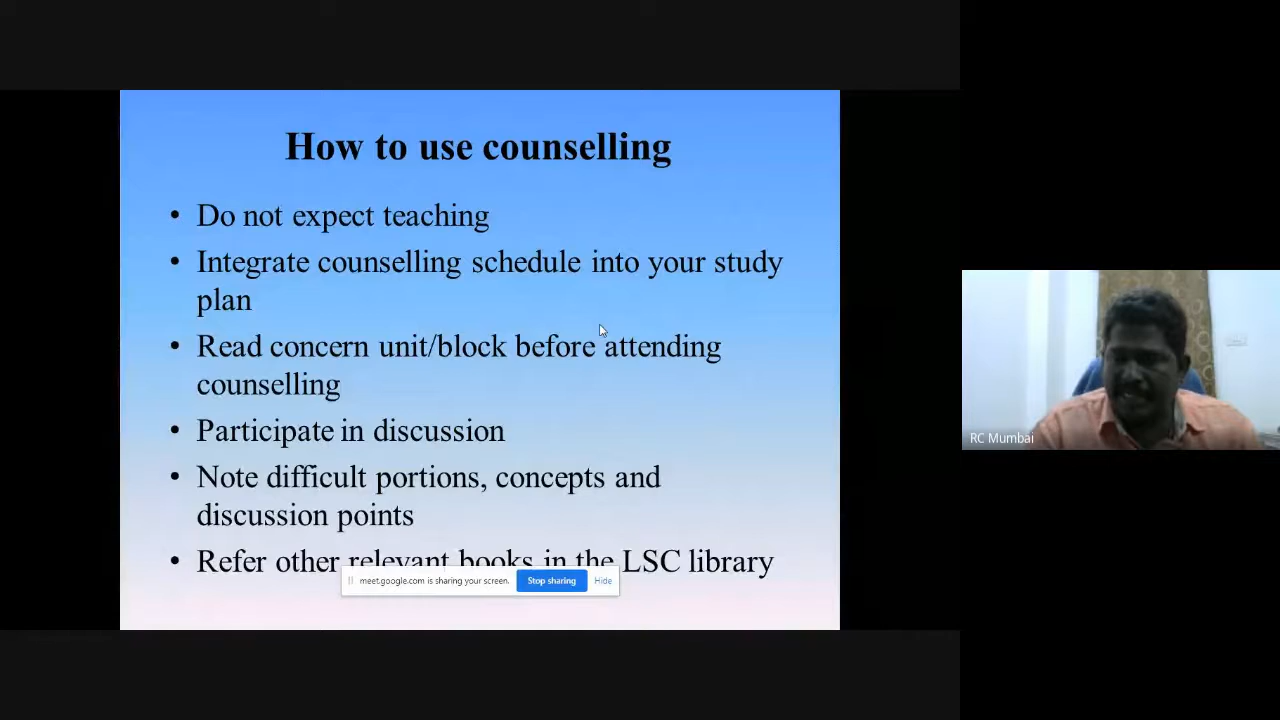 How to use counselling
• Do not expect teaching
• Integrate counselling schedule into your study
plan
• Read concern unit/block before attending
counselling
• Participate in discussion
• Note difficult portions, concepts and
discussion points
• Refer other relevant books in the LSC library
meet.google.com is sharing your screen. Stop sharing Hide
RC Mumbai